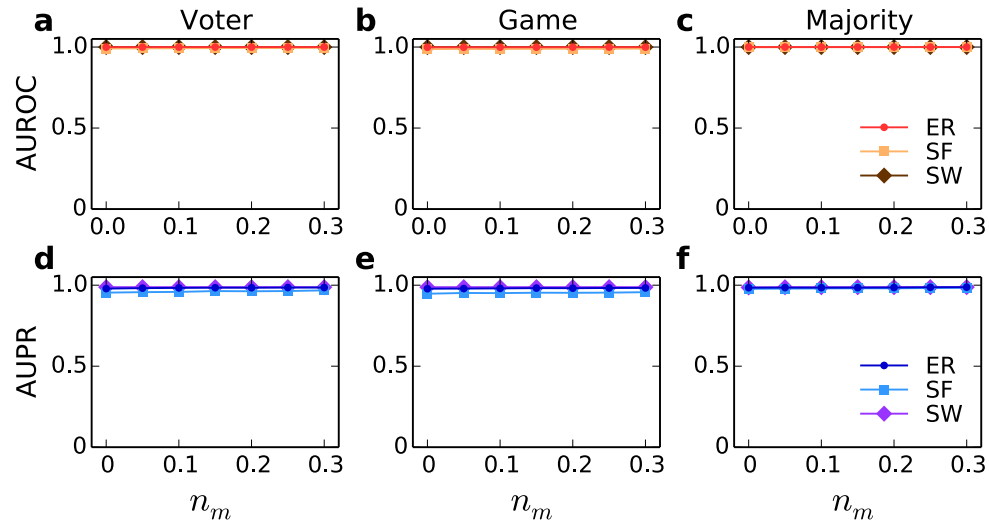 a Voter b Game c Majority
AUROC
1.0 1.0 1.0
0.5 0.5 0.5
0 0 0
ER
SF
SW
0.0 0.1 0.2 0.3 0.0 0.1 0.2 0.3 0.0 0.1 0.2 0.3
d e f
AUPR
1.0 1.0 1.0
0.5 0.5 0.5
0 0 0
ER
SF
SW
0 0.1 0.2 0.3 0 0.1 0.2 0.3 0 0.1 0.2 0.3
n_m n_m n_m